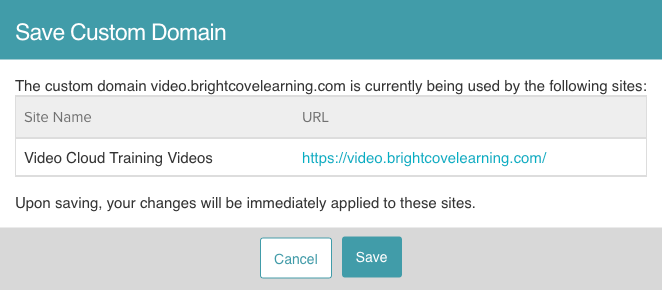 Save Custom Domain
The custom domain video.brightcovelearning.com is currently being used by the following sites:
Site Name URL
Video Cloud Training Videos https://video.brightcovelearning.com/
Upon saving, your changes will be immediately applied to these sites.
Cancel Save